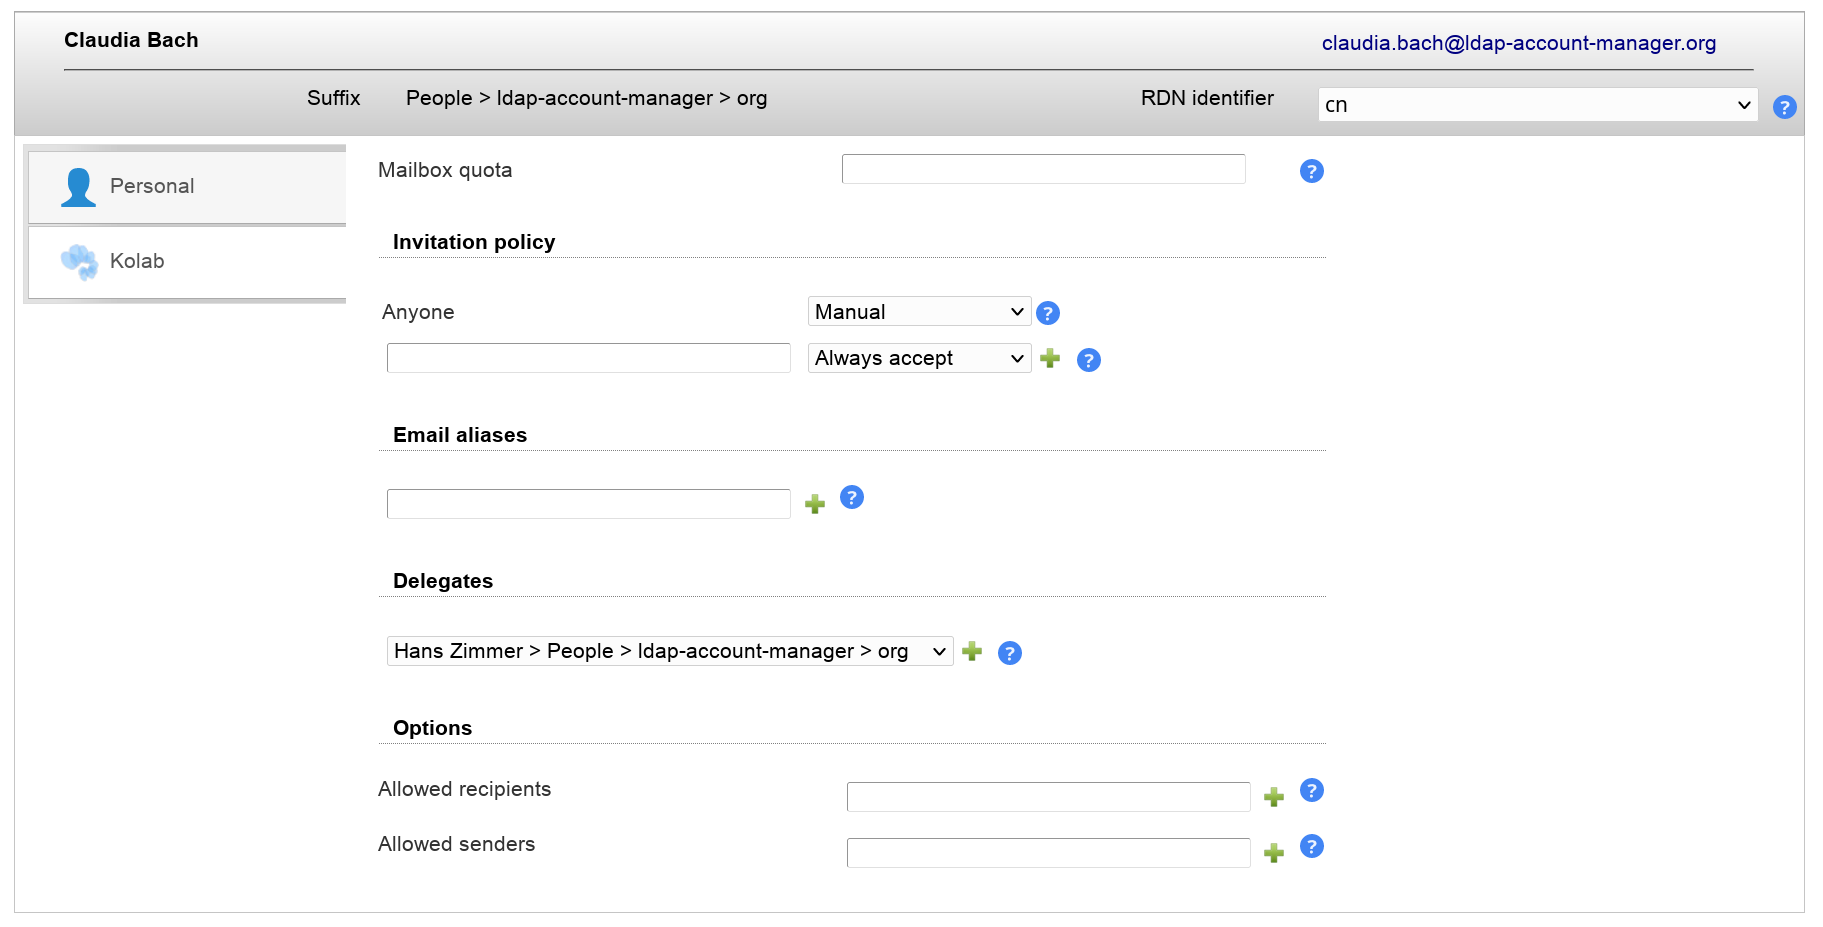 Claudia Bach
claudia.bach@ldap-account-manager.org
Suffix People > ldap-account-manager > org RDN identifier cn ?
Personal
Kolab
Mailbox quota ?
Invitation policy
Anyone Manual ?
Always accept ?
Email aliases
?
Delegates
Hans Zimmer > People > ldap-account-manager > org ?
Options
Allowed recipients ?
Allowed senders ?